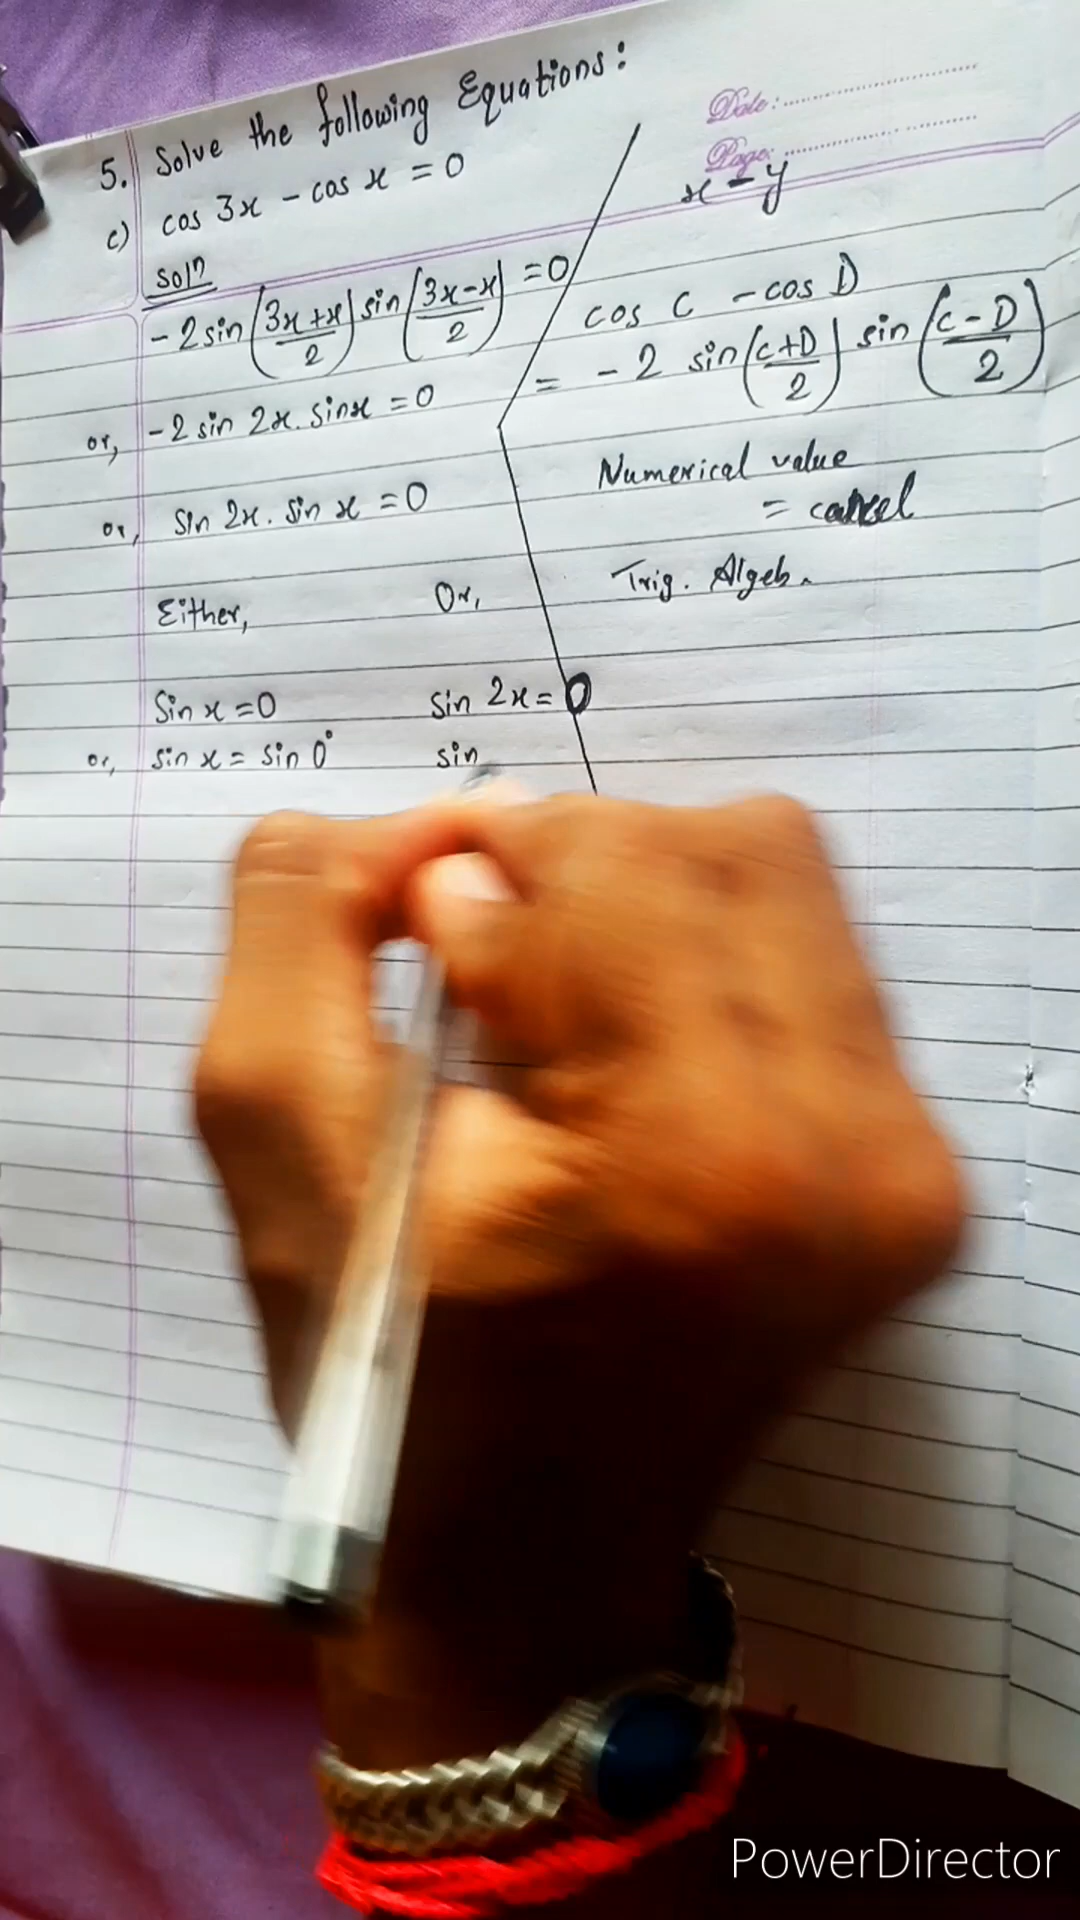 5. Solve the following Equations:
c) cos 3x - cos x = 0
Soln
-2 sin (3x+x/2) sin (3x-x/2) = 0
or, -2 sin 2x. sinx = 0
or, sin 2x. sin x = 0
Either, Or,
Sin x = 0 sin 2x = 0
or, sin x = sin 0° sin
Date:
Page:
x - y
cos C - cos D
= -2 sin (C+D/2) sin (C-D/2)
Numerical value
= cancel
Trig. Algeb.
PowerDirector